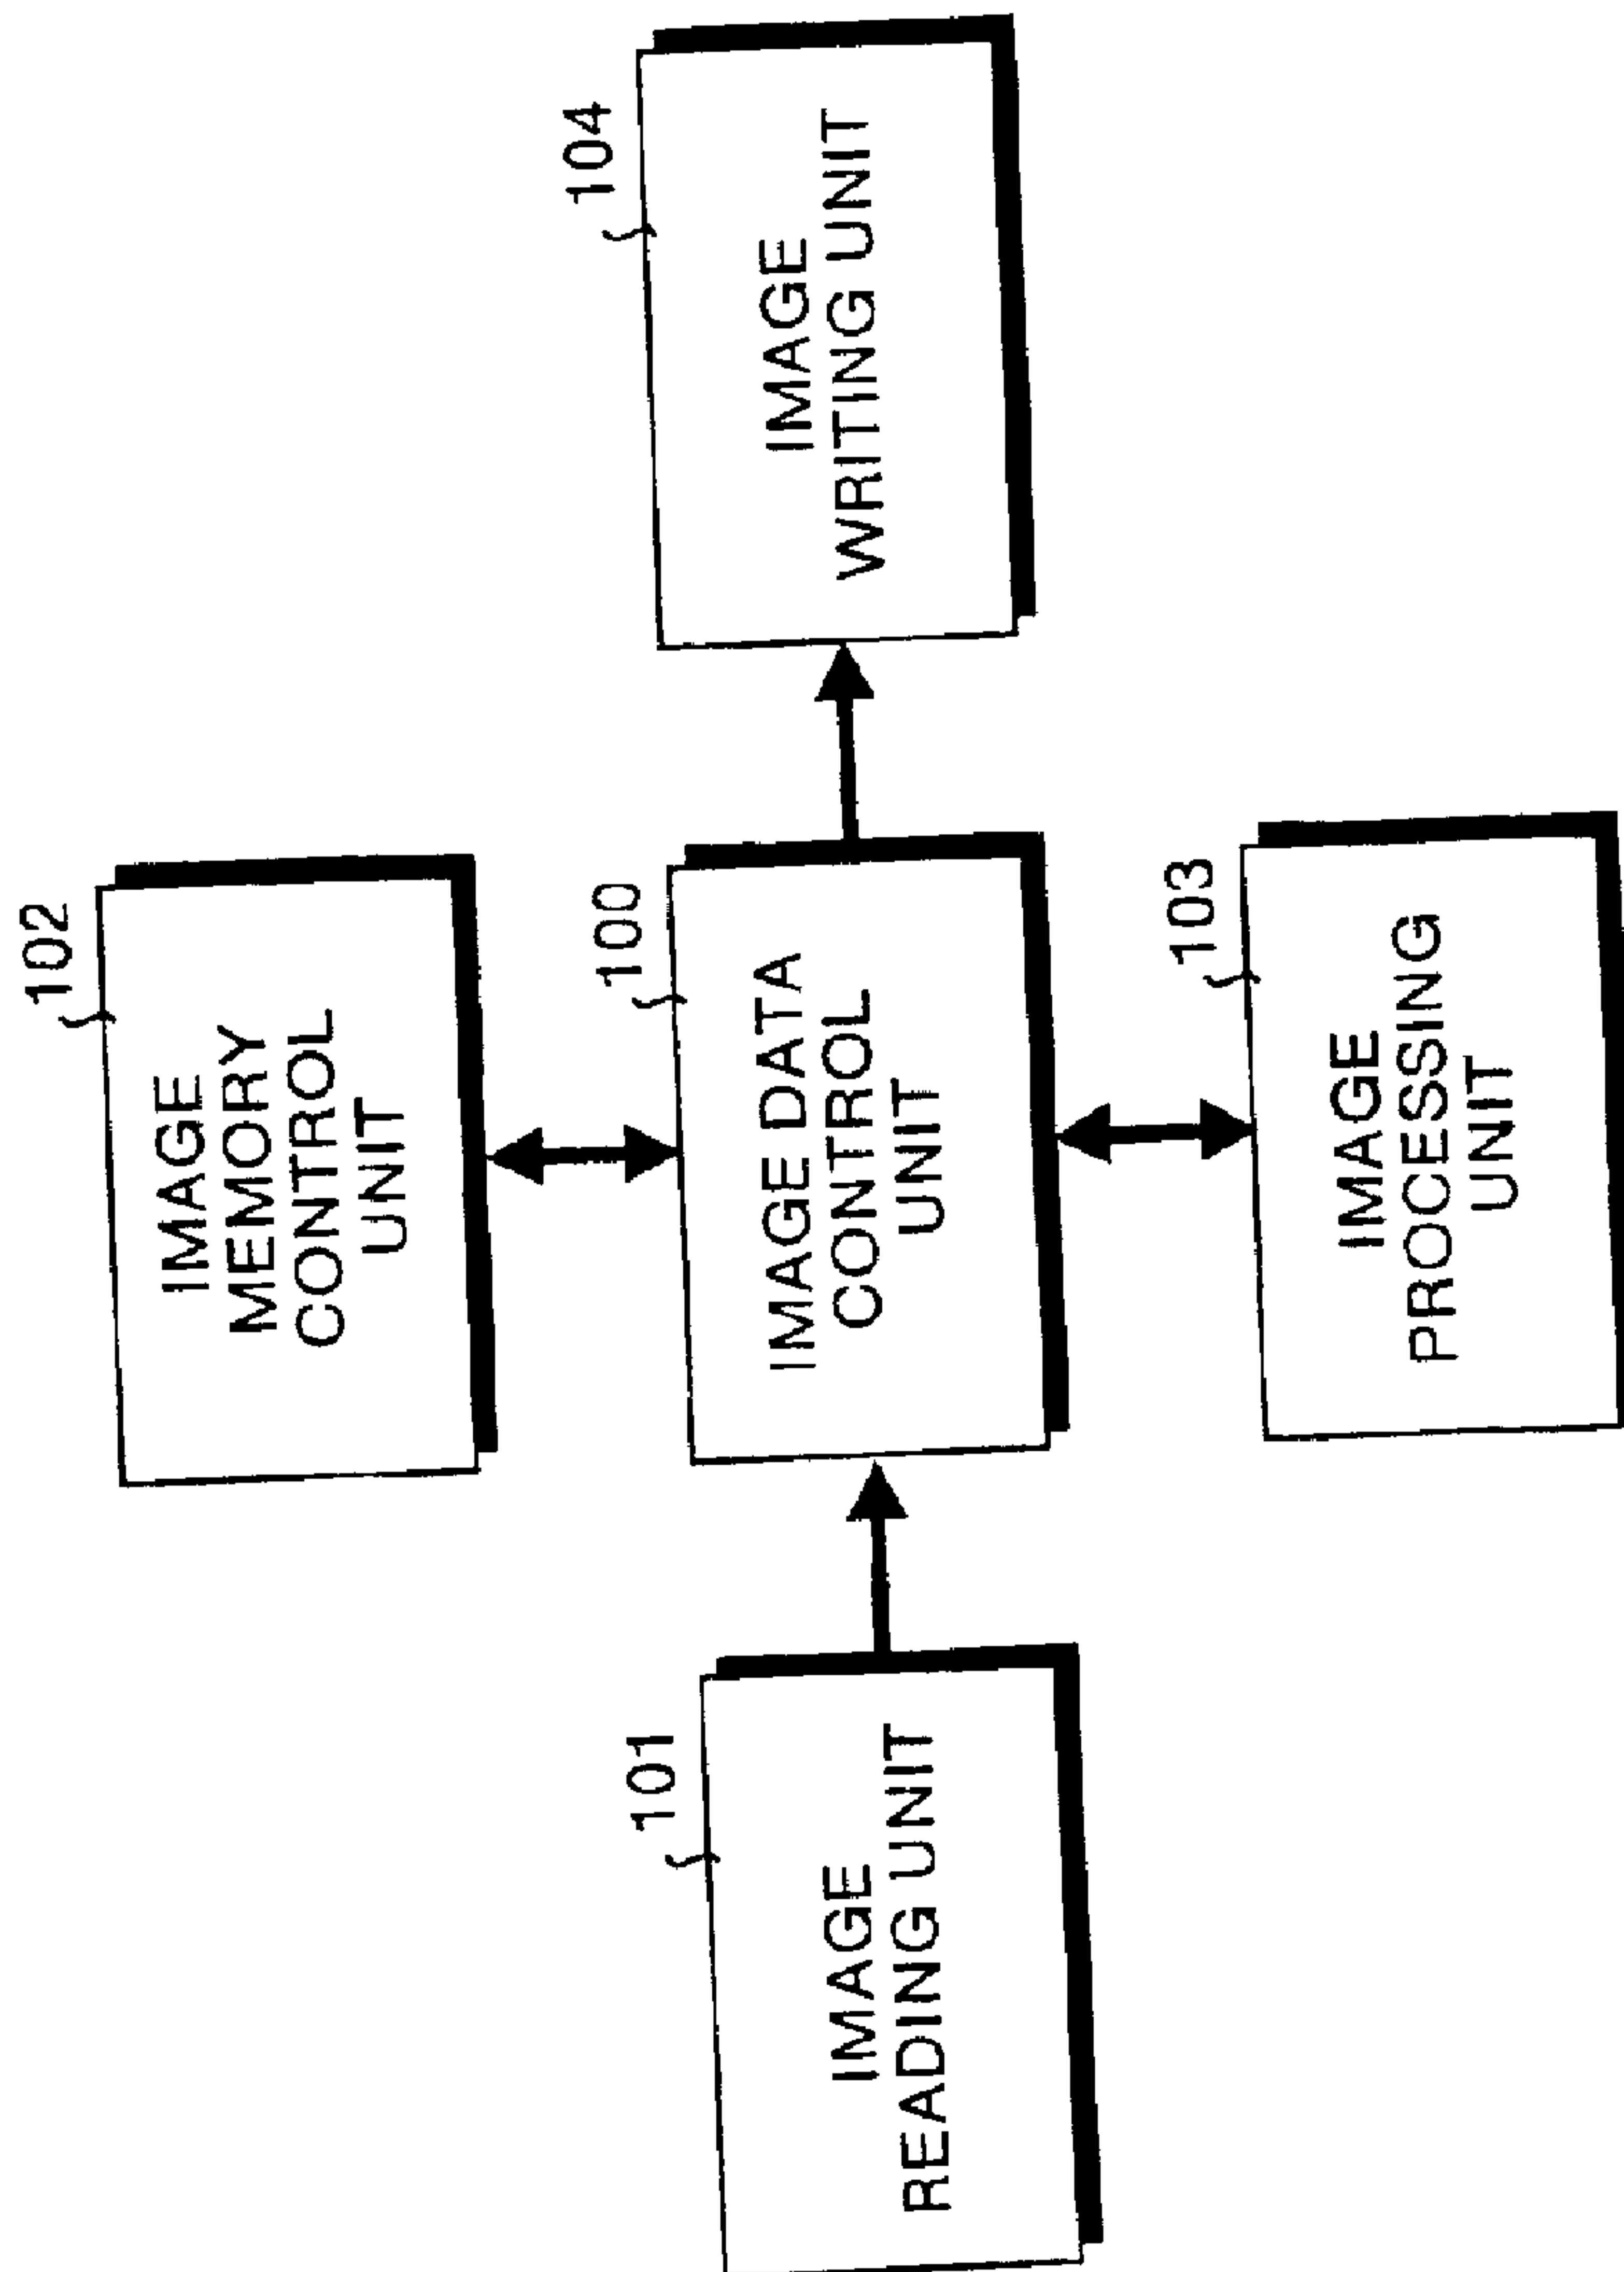 102
IMAGE
MEMORY
CONTROL
UNIT
101
IMAGE
READING UNIT
100
IMAGE DATA
CONTROL
UNIT
104
IMAGE
WRITING UNIT
103
IMAGE
PROCESSING
UNIT